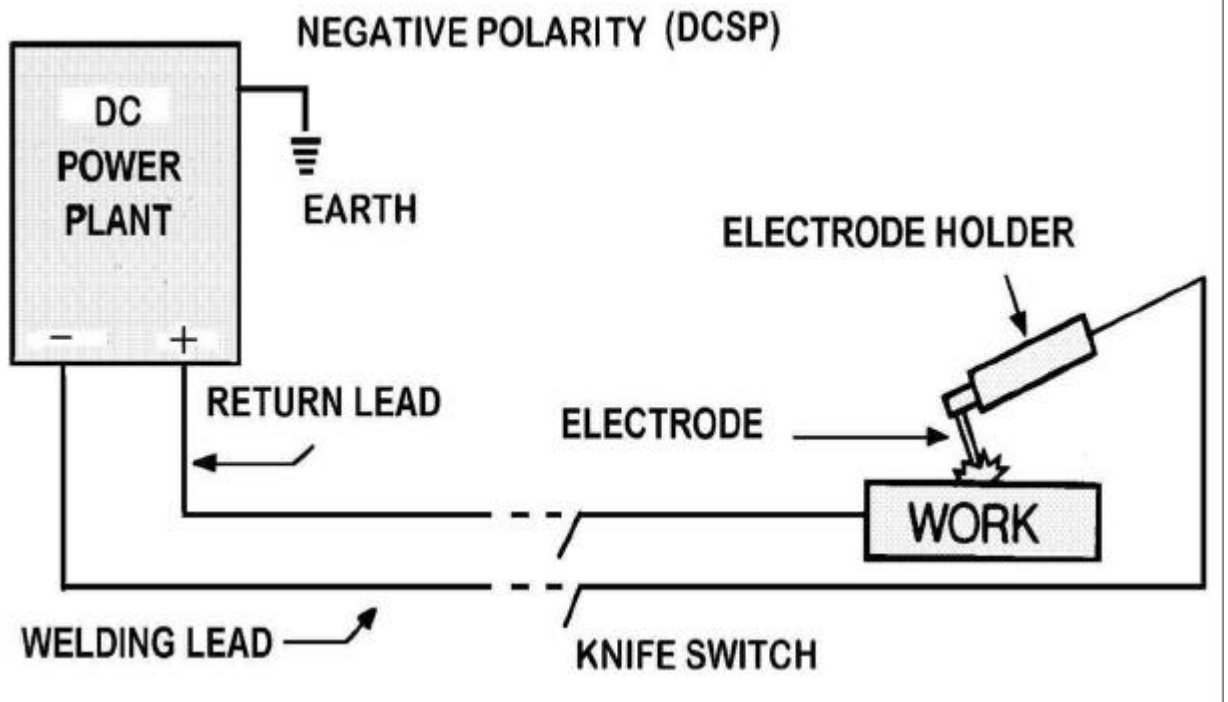 NEGATIVE POLARITY (DCSP)
DC
POWER
PLANT
EARTH
ELECTRODE HOLDER
- +
RETURN LEAD
ELECTRODE
WORK
WELDING LEAD
KNIFE SWITCH